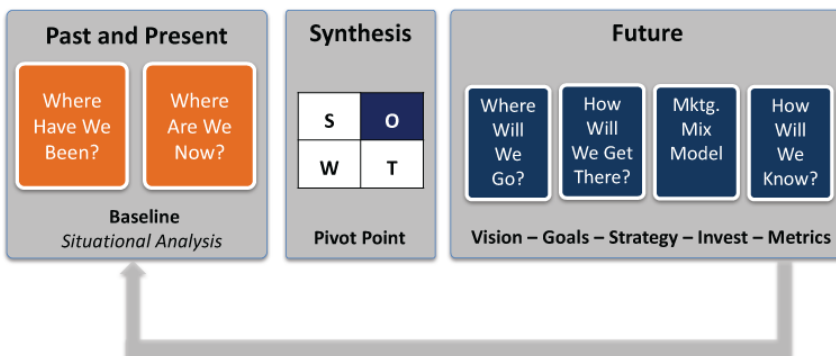 Past and Present
Where
Have We
Been?
Where
Are We
Now?
Baseline
Situational Analysis
Synthesis
S
O
W
T
Pivot Point
Future
Where
Will
We
Go?
How
Will
We Get
There?
Mktg.
Mix
Model
How
Will
We
Know?
Vision – Goals – Strategy – Invest – Metrics